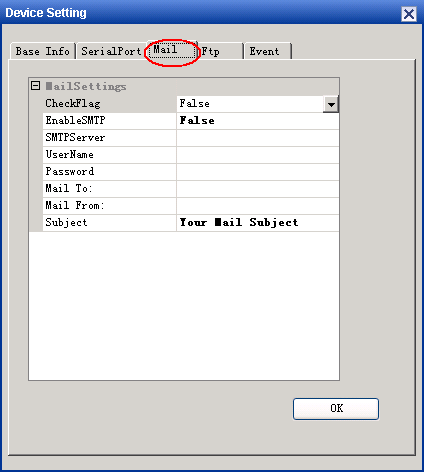 Device Setting
Base Info SerialPort Mail Ftp Event
MailSettings
CheckFlag False
EnableSMTP False
SMTPServer
UserName
Password
Mail To:
Mail From:
Subject Your Mail Subject
OK